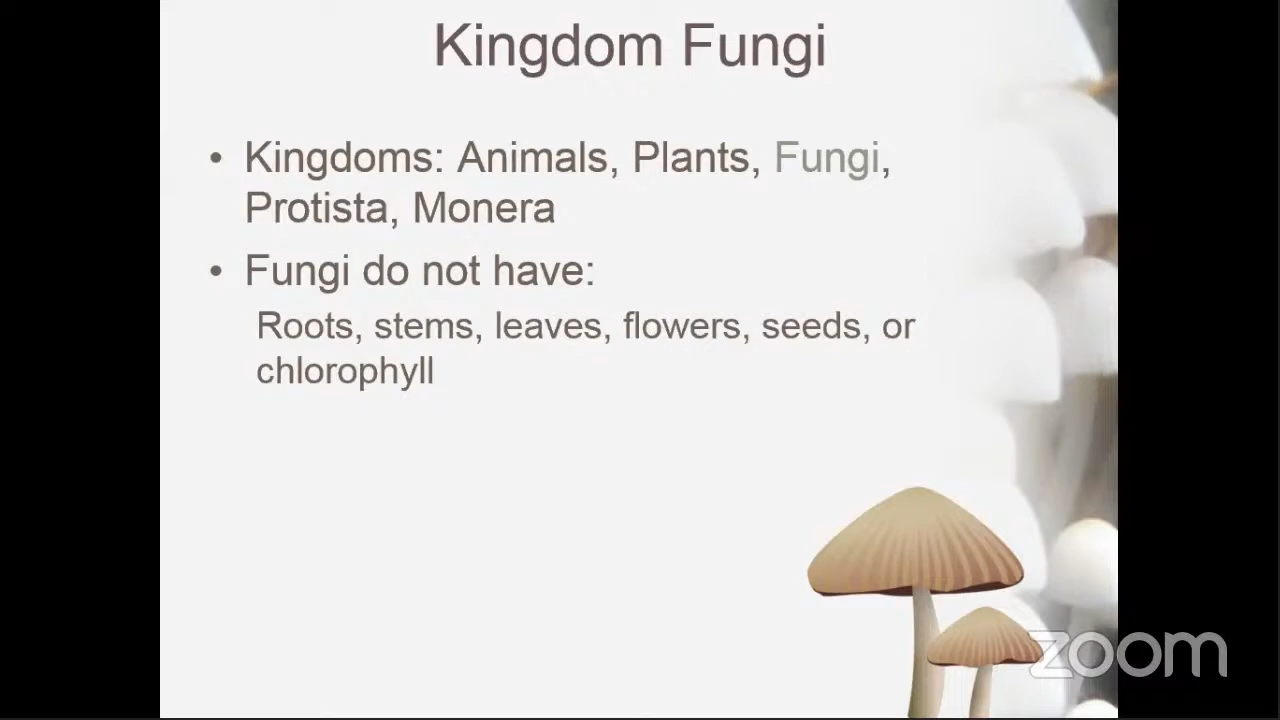 Kingdom Fungi
• Kingdoms: Animals, Plants, Fungi,
Protista, Monera
• Fungi do not have:
Roots, stems, leaves, flowers, seeds, or
chlorophyll
zoom